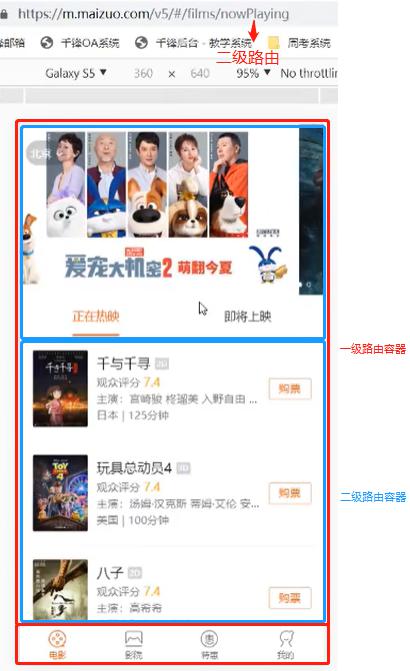 https://m.maizuo.com/v5/#/films/nowPlaying
邮箱 千锋OA系统 千锋后台 - 教学系统 周考系统
二级路由
Galaxy S5 ▼ 360 × 640 95% ▼ No throttlin
北京
爱宠大机密2 萌翻今夏
正在热映 即将上映
一级路由容器
千与千寻 2D
观众评分 7.4
购票
主演：宫崎骏 柊瑠美 入野自由 ...
日本 | 125分钟
玩具总动员4 3D
观众评分 7.4
购票
主演：汤姆·汉克斯 蒂姆·艾伦 安...
美国 | 100分钟
二级路由容器
八子 2D
观众评分 7.4
购票
主演：高希希
电影 影院 特惠 我的